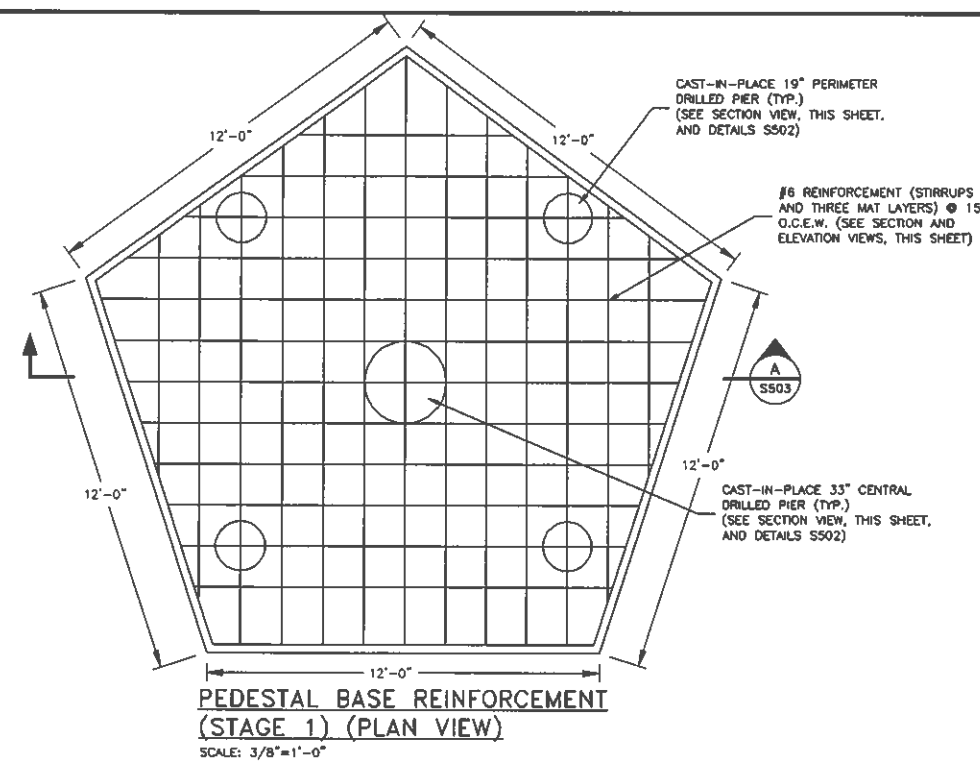 12'-0"
12'-0"
CAST-IN-PLACE 19" PERIMETER
DRILLED PIER (TYP.)
(SEE SECTION VIEW, THIS SHEET,
AND DETAILS S502)
#6 REINFORCEMENT (STIRRUPS
AND THREE MAT LAYERS) @ 15
O.C.E.W. (SEE SECTION AND
ELEVATION VIEWS, THIS SHEET)
A
S503
12'-0"
12'-0"
CAST-IN-PLACE 33" CENTRAL
DRILLED PIER (TYP.)
(SEE SECTION VIEW, THIS SHEET,
AND DETAILS S502)
12'-0"
PEDESTAL BASE REINFORCEMENT
(STAGE 1) (PLAN VIEW)
SCALE: 3/8"=1'-0"